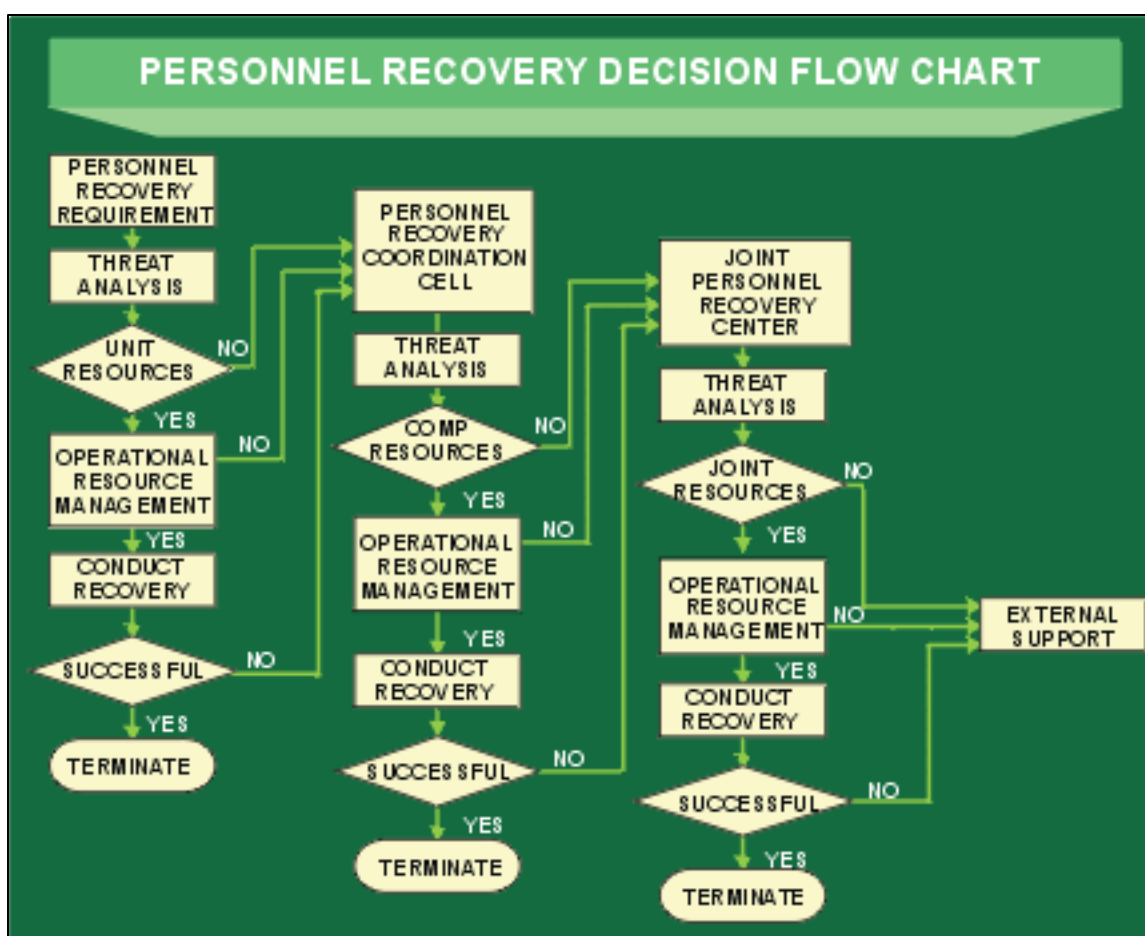 PERSONNEL RECOVERY DECISION FLOW CHART
PERSONNEL
RECOVERY
REQUIREMENT
THREAT
ANALYSIS
UNIT
RESOURCES
NO
YES
OPERATIONAL
RESOURCE
MANAGEMENT
NO
YES
CONDUCT
RECOVERY
SUCCESSFUL
NO
YES
TERMINATE
PERSONNEL
RECOVERY
COORDINATION
CELL
THREAT
ANALYSIS
COMP
RESOURCES
NO
YES
OPERATIONAL
RESOURCE
MANAGEMENT
NO
YES
CONDUCT
RECOVERY
SUCCESSFUL
NO
YES
TERMINATE
JOINT
PERSONNEL
RECOVERY
CENTER
THREAT
ANALYSIS
JOINT
RESOURCES
NO
YES
OPERATIONAL
RESOURCE
MANAGEMENT
NO
YES
CONDUCT
RECOVERY
SUCCESSFUL
NO
YES
TERMINATE
EXTERNAL
SUPPORT